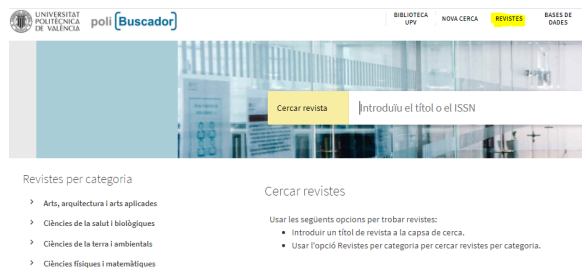 UNIVERSITAT
POLITÈCNICA
DE VALÈNCIA
poli [Buscador]
BIBLIOTECA
UPV
NOVA CERCA
REVISTES
BASES DE
DADES
Cercar revista
Introduïu el títol o el ISSN
Revistes per categoria
Arts, arquitectura i arts aplicades
Ciències de la salut i biològiques
Ciències de la terra i ambientals
Ciències físiques i matemàtiques
Cercar revistes
Usar les següents opcions per trobar revistes:
Introduir un títol de revista a la capsa de cerca.
Usar l'opció Revistes per categoria per cercar revistes per categoria.